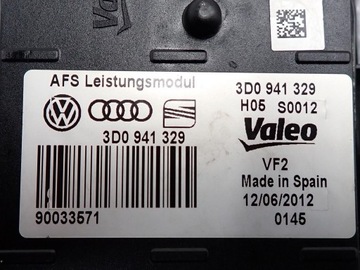 AFS Leistungsmodul
3D0 941 329
H05 S0012
3D0 941 329
Valeo
VF2
Made in Spain
12/06/2012
90033571
0145